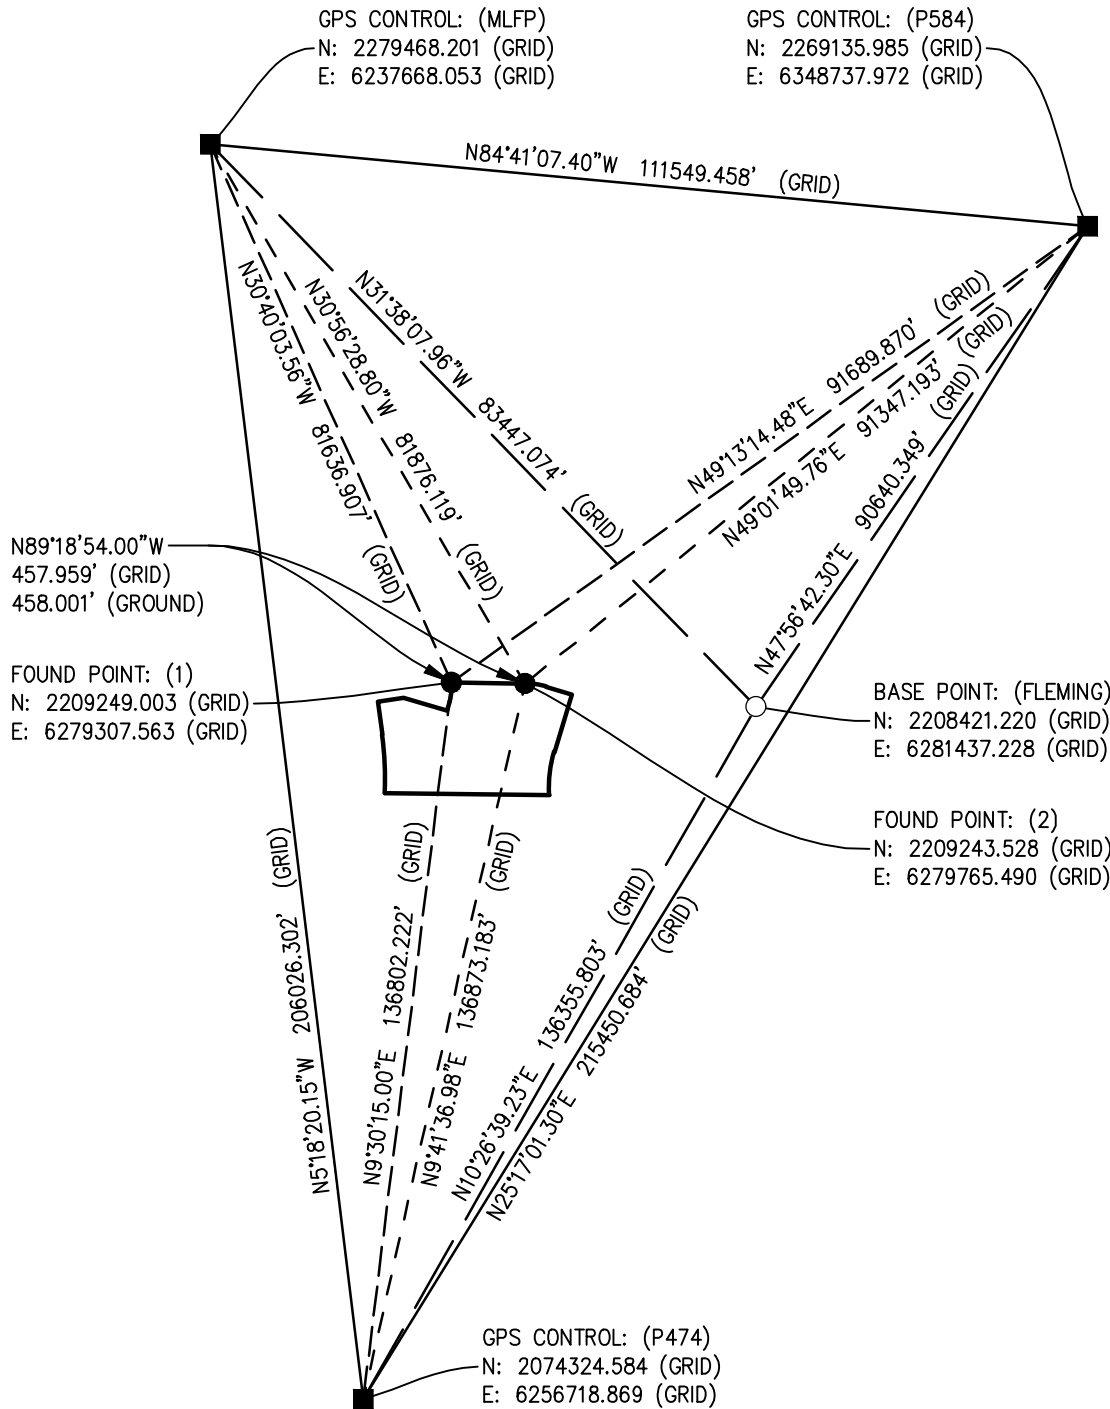 GPS CONTROL: (MLFP)
N: 2279468.201 (GRID)
E: 6237668.053 (GRID)
GPS CONTROL: (P584)
N: 2269135.985 (GRID)
E: 6348737.972 (GRID)
N84°41'07.40"W 111549.458' (GRID)
N30°40'03.56"W 81636.907' (GRID)
N30°56'28.80"W 81876.119' (GRID)
N31°38'07.96"W 83447.074' (GRID)
N49°13'14.48"E 91689.870' (GRID)
N49°01'49.76"E 91347.193' (GRID)
N47°56'42.30"E 90640.349' (GRID)
N89°18'54.00"W
457.959' (GRID)
458.001' (GROUND)
FOUND POINT: (1)
N: 2209249.003 (GRID)
E: 6279307.563 (GRID)
BASE POINT: (FLEMING)
N: 2208421.220 (GRID)
E: 6281437.228 (GRID)
FOUND POINT: (2)
N: 2209243.528 (GRID)
E: 6279765.490 (GRID)
N5°18'20.15"W 206026.302' (GRID)
N9°30'15.00"E 136802.222' (GRID)
N9°41'36.98"E 136873.183' (GRID)
N10°26'39.23"E 136355.803' (GRID)
N25°17'01.30"E 215450.684' (GRID)
GPS CONTROL: (P474)
N: 2074324.584 (GRID)
E: 6256718.869 (GRID)